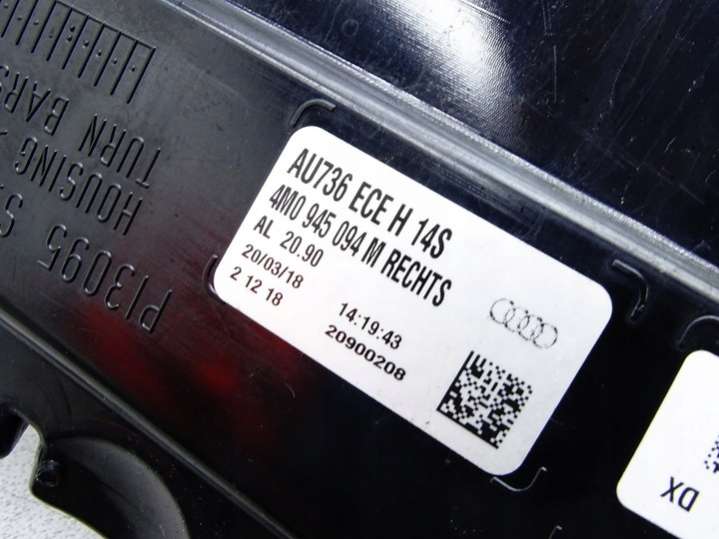 AU736 ECE H 14S
4M0 945 094 M RECHTS
AL 20.90
20/03/18 14:19:43
2 12 18 20900208
DX
PI3095
HOUSING
TURN BARS